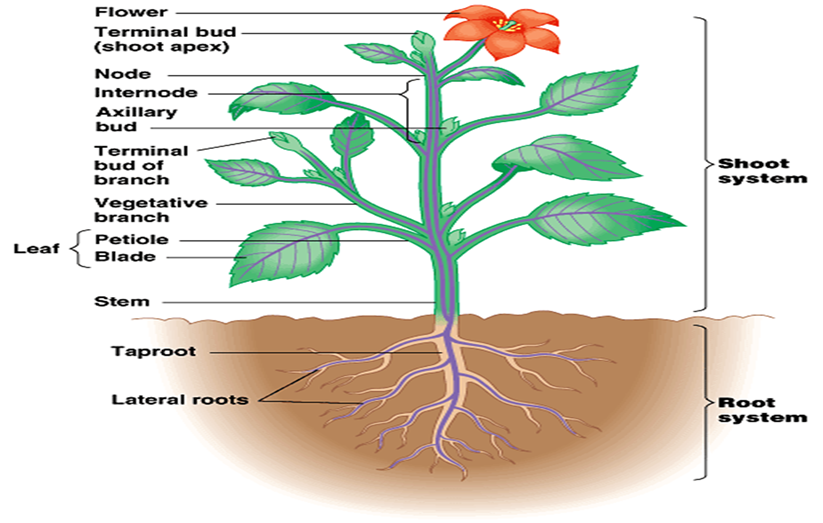 Flower
Terminal bud
(shoot apex)
Node
Internode
Axillary
bud
Terminal
bud of
branch
Vegetative
branch
Leaf
Petiole
Blade
Stem
Taproot
Lateral roots
Shoot
system
Root
system